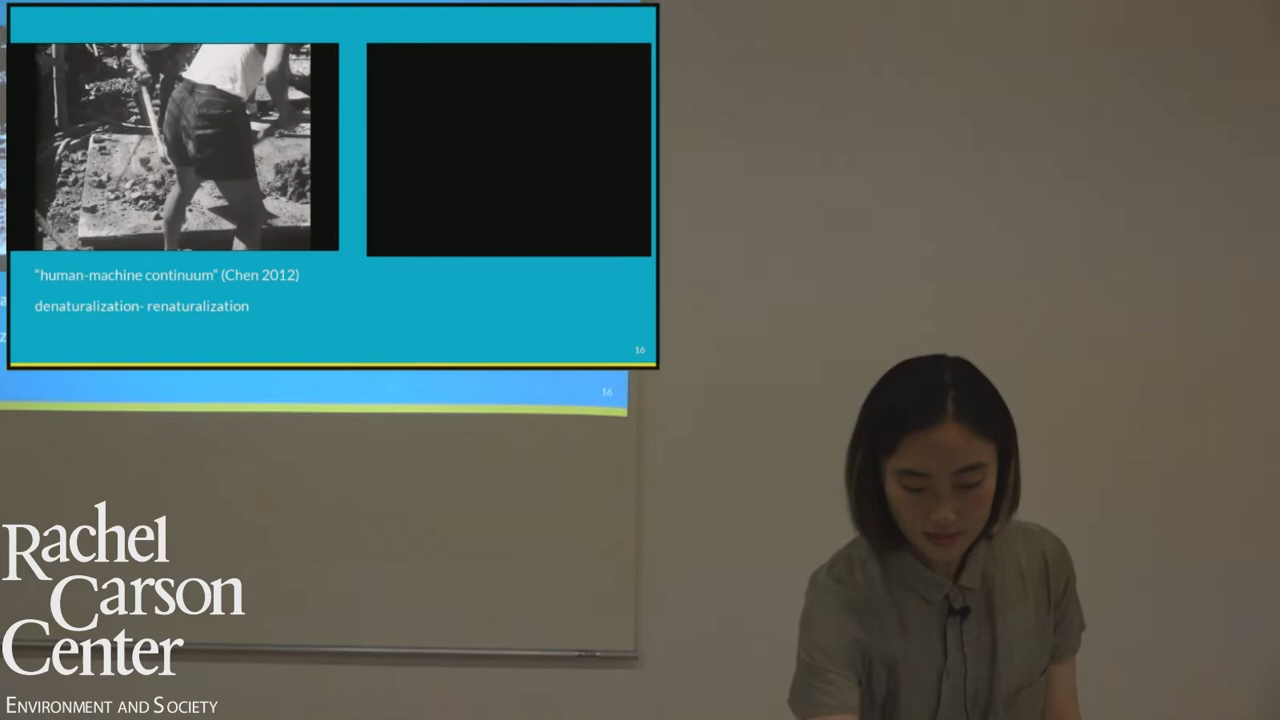 "human-machine continuum" (Chen 2012)
denaturalization- renaturalization
16
16
Rachel
Carson
Center
Environment and Society